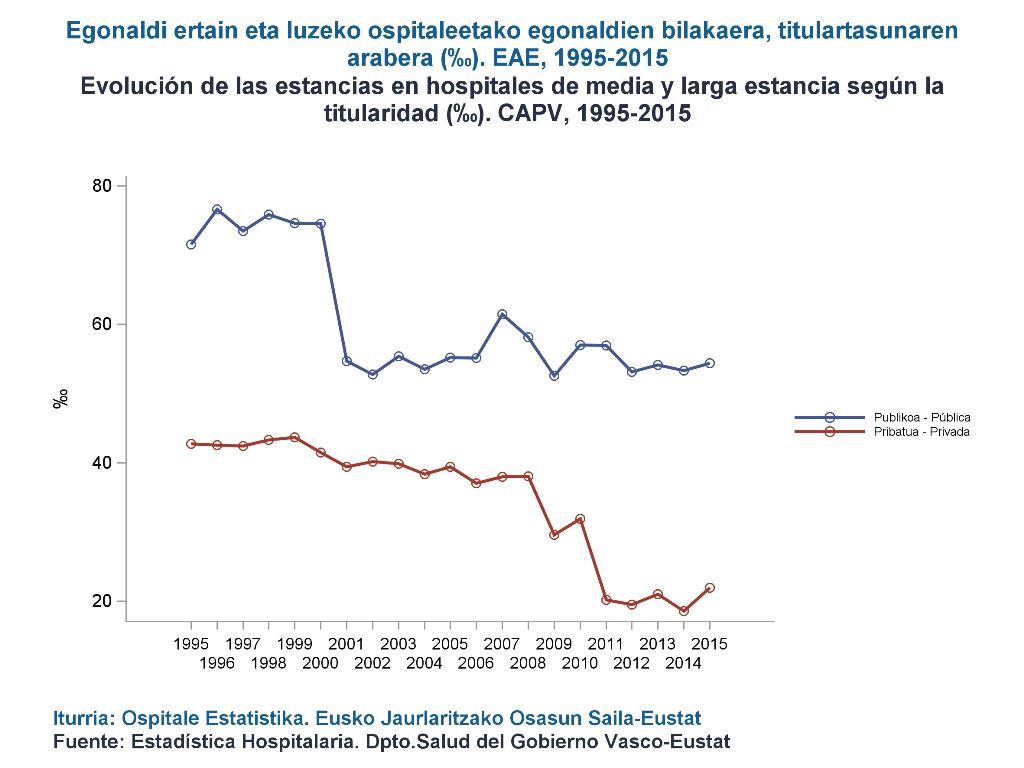 Egonaldi ertain eta luzeko ospitaleetako egonaldien bilakaera, titulartasunaren
arabera (‰). EAE, 1995-2015
Evolución de las estancias en hospitales de media y larga estancia según la
titularidad (‰). CAPV, 1995-2015
80
60
40
20
‰
Publikoa - Pública
Pribatua - Privada
1995 1997 1999 2001 2003 2005 2007 2009 2011 2013 2015
1996 1998 2000 2002 2004 2006 2008 2010 2012 2014
Iturria: Ospitale Estatistika. Eusko Jaurlaritzako Osasun Saila-Eustat
Fuente: Estadística Hospitalaria. Dpto.Salud del Gobierno Vasco-Eustat